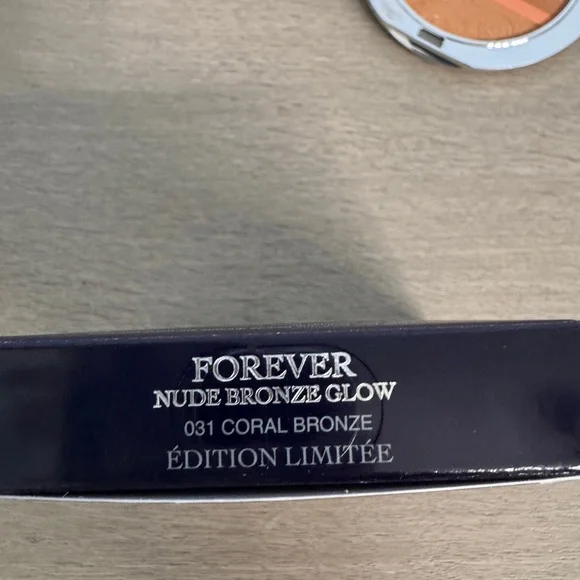 FOREVER
NUDE BRONZE GLOW
031 CORAL BRONZE
ÉDITION LIMITÉE